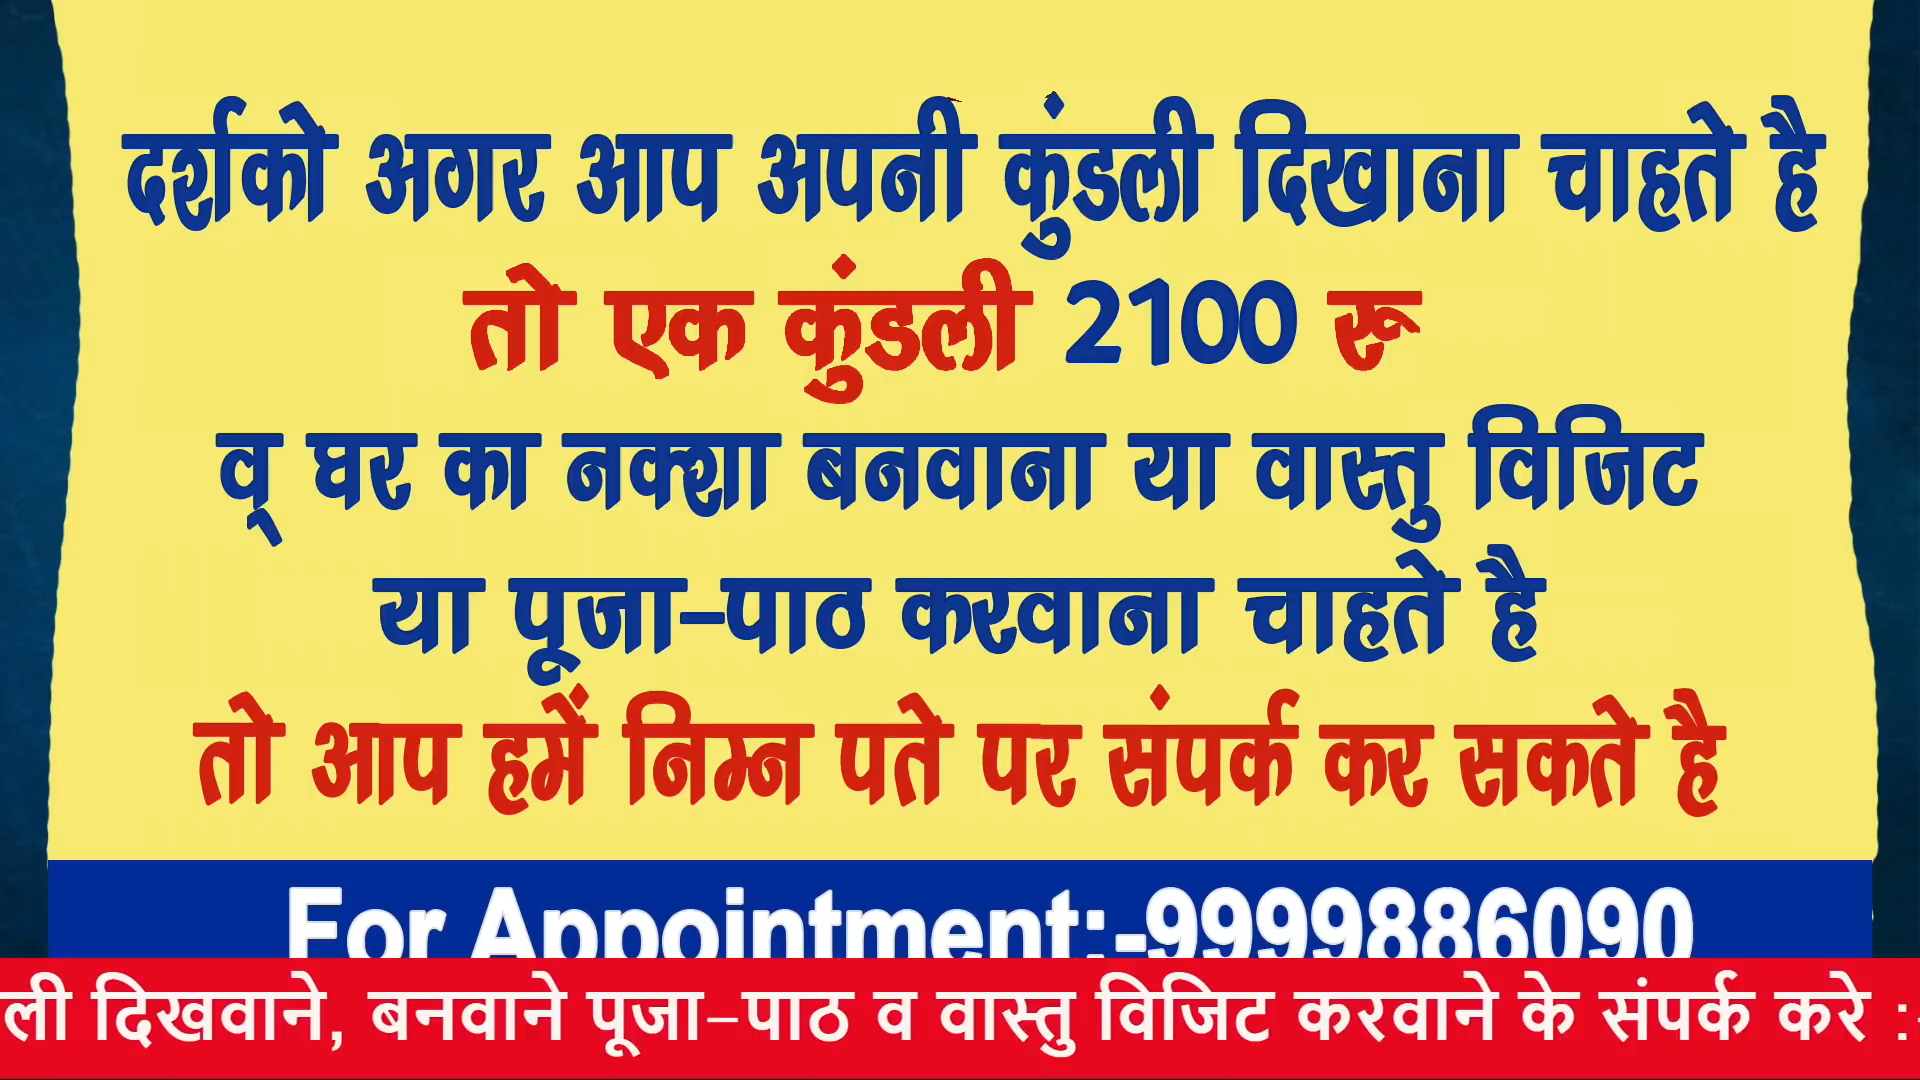 दर्शको अगर आप अपनी कुंडली दिखाना चाहते है
तो एक कुंडली 2100 रू
व् घर का नक्शा बनवाना या वास्तु विजिट
या पूजा-पाठ करवाना चाहते है
तो आप हमें निम्न पते पर संपर्क कर सकते है
For Appointment:-9999886090
ली दिखवाने, बनवाने पूजा-पाठ व वास्तु विजिट करवाने के संपर्क करे :-